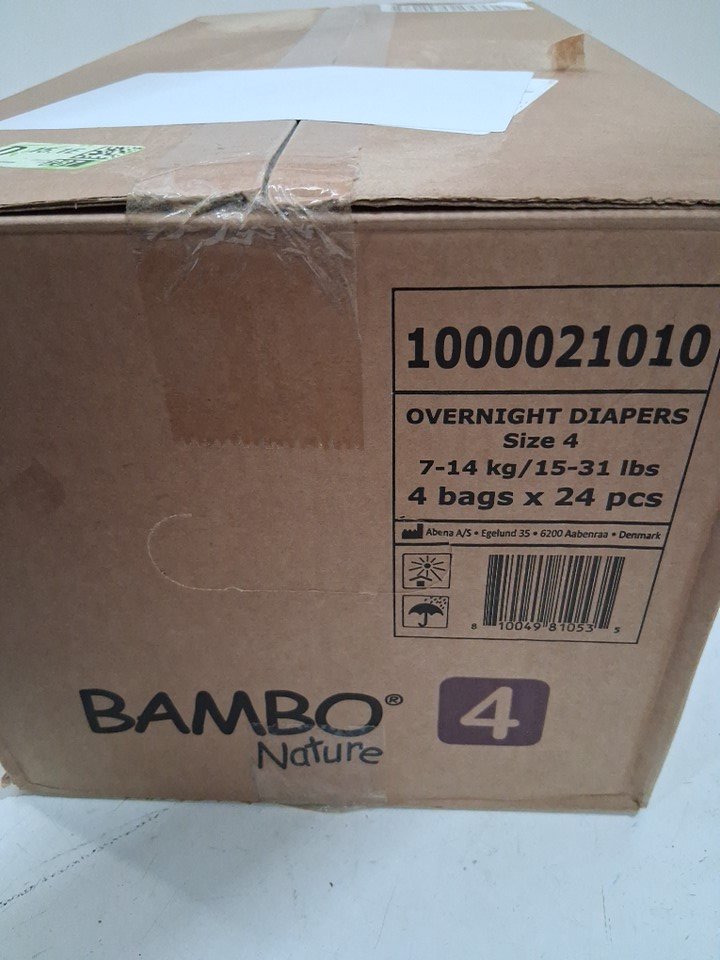 1000021010
OVERNIGHT DIAPERS
Size 4
7-14 kg/15-31 lbs
4 bags x 24 pcs
Abena A/S • Egelund 35 • 6200 Aabenraa • Denmark
8 10049 81053 5
BAMBO® 4
Nature